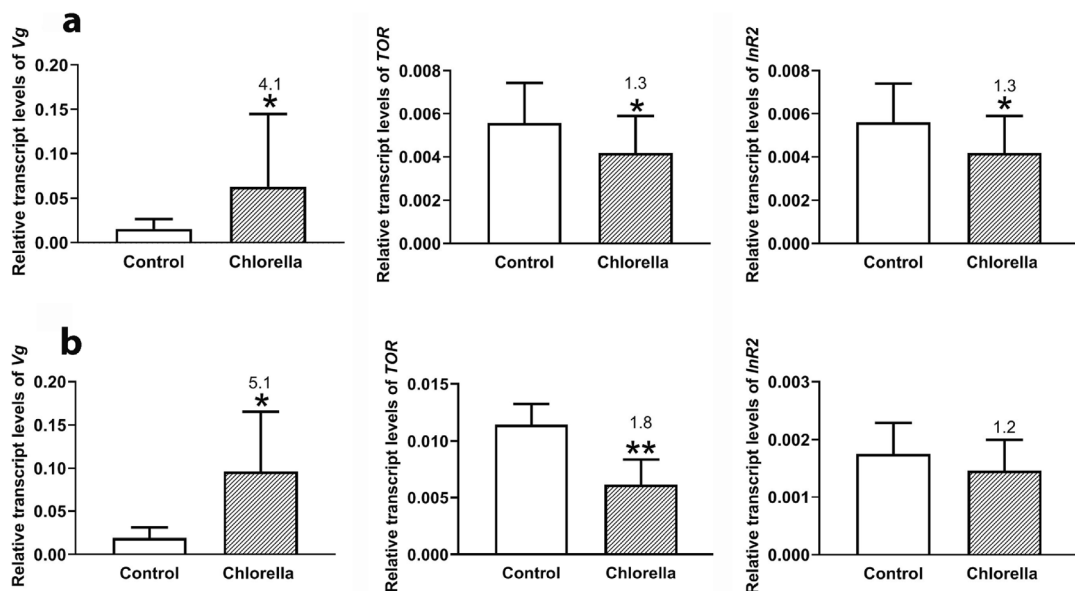 a
Relative transcript levels of Vg
0.20
0.15
0.10
0.05
0.00
4.1
*
Control Chlorella
Relative transcript levels of TOR
0.008
0.006
0.004
0.002
0.000
1.3
*
Control Chlorella
Relative transcript levels of InR2
0.008
0.006
0.004
0.002
0.000
1.3
*
Control Chlorella
b
Relative transcript levels of Vg
0.20
0.15
0.10
0.05
0.00
5.1
*
Control Chlorella
Relative transcript levels of TOR
0.015
0.010
0.005
0.000
1.8
**
Control Chlorella
Relative transcript levels of InR2
0.003
0.002
0.001
0.000
1.2
Control Chlorella